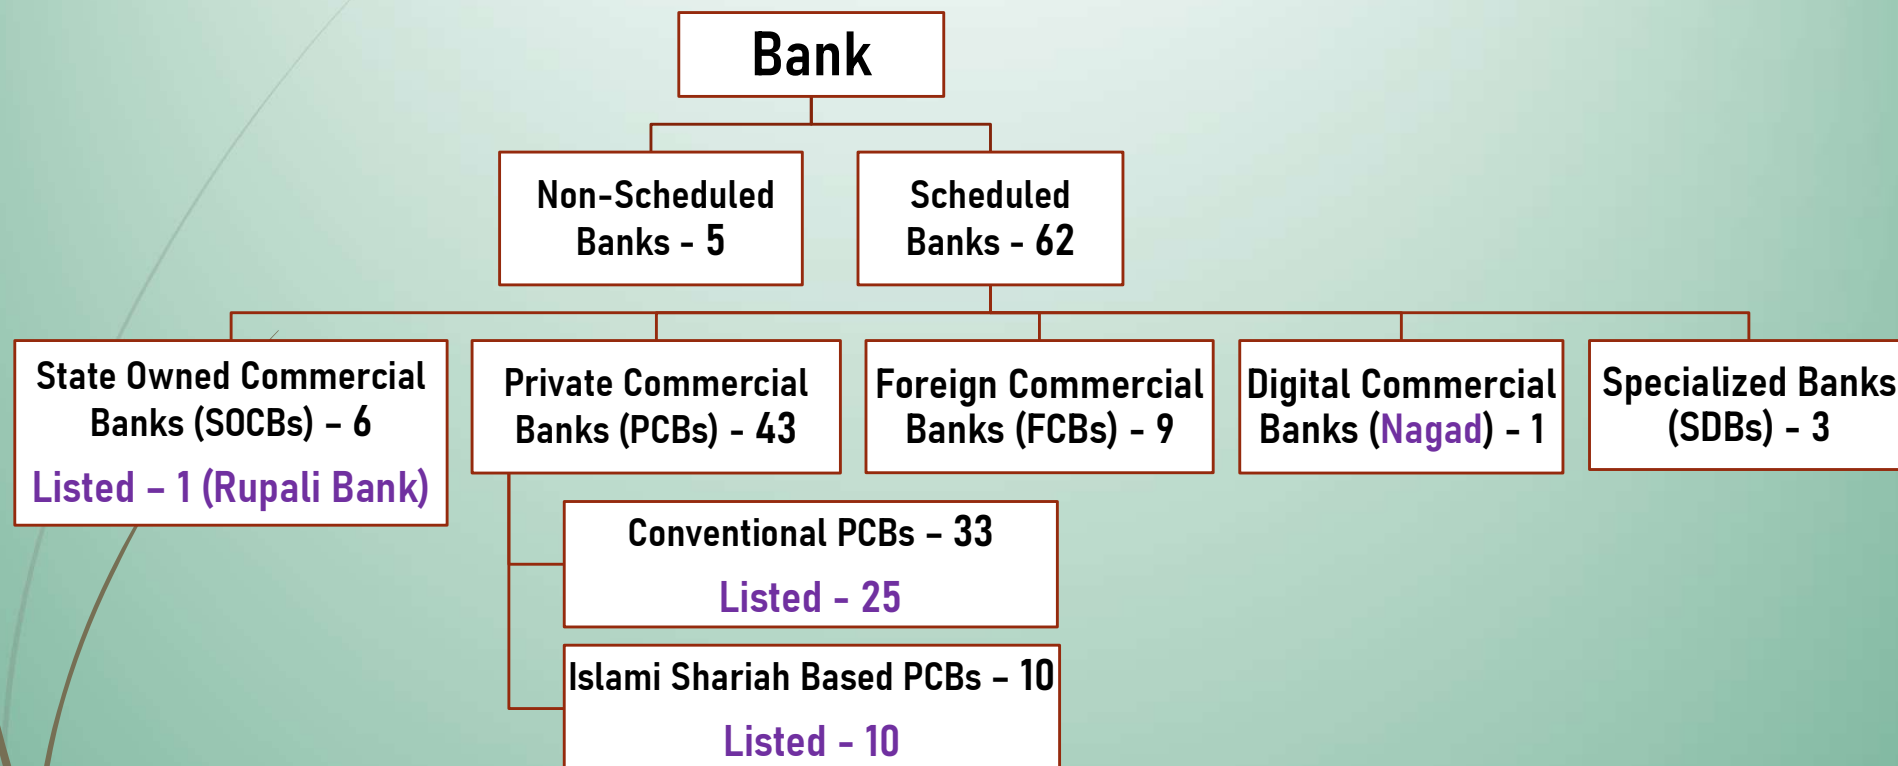 Bank
Non-Scheduled
Banks - 5
Scheduled
Banks - 62
State Owned Commercial
Banks (SOCBs) – 6
Listed – 1 (Rupali Bank)
Private Commercial
Banks (PCBs) - 43
Foreign Commercial
Banks (FCBs) - 9
Digital Commercial
Banks (Nagad) - 1
Specialized Banks
(SDBs) - 3
Conventional PCBs – 33
Listed - 25
Islami Shariah Based PCBs – 10
Listed - 10